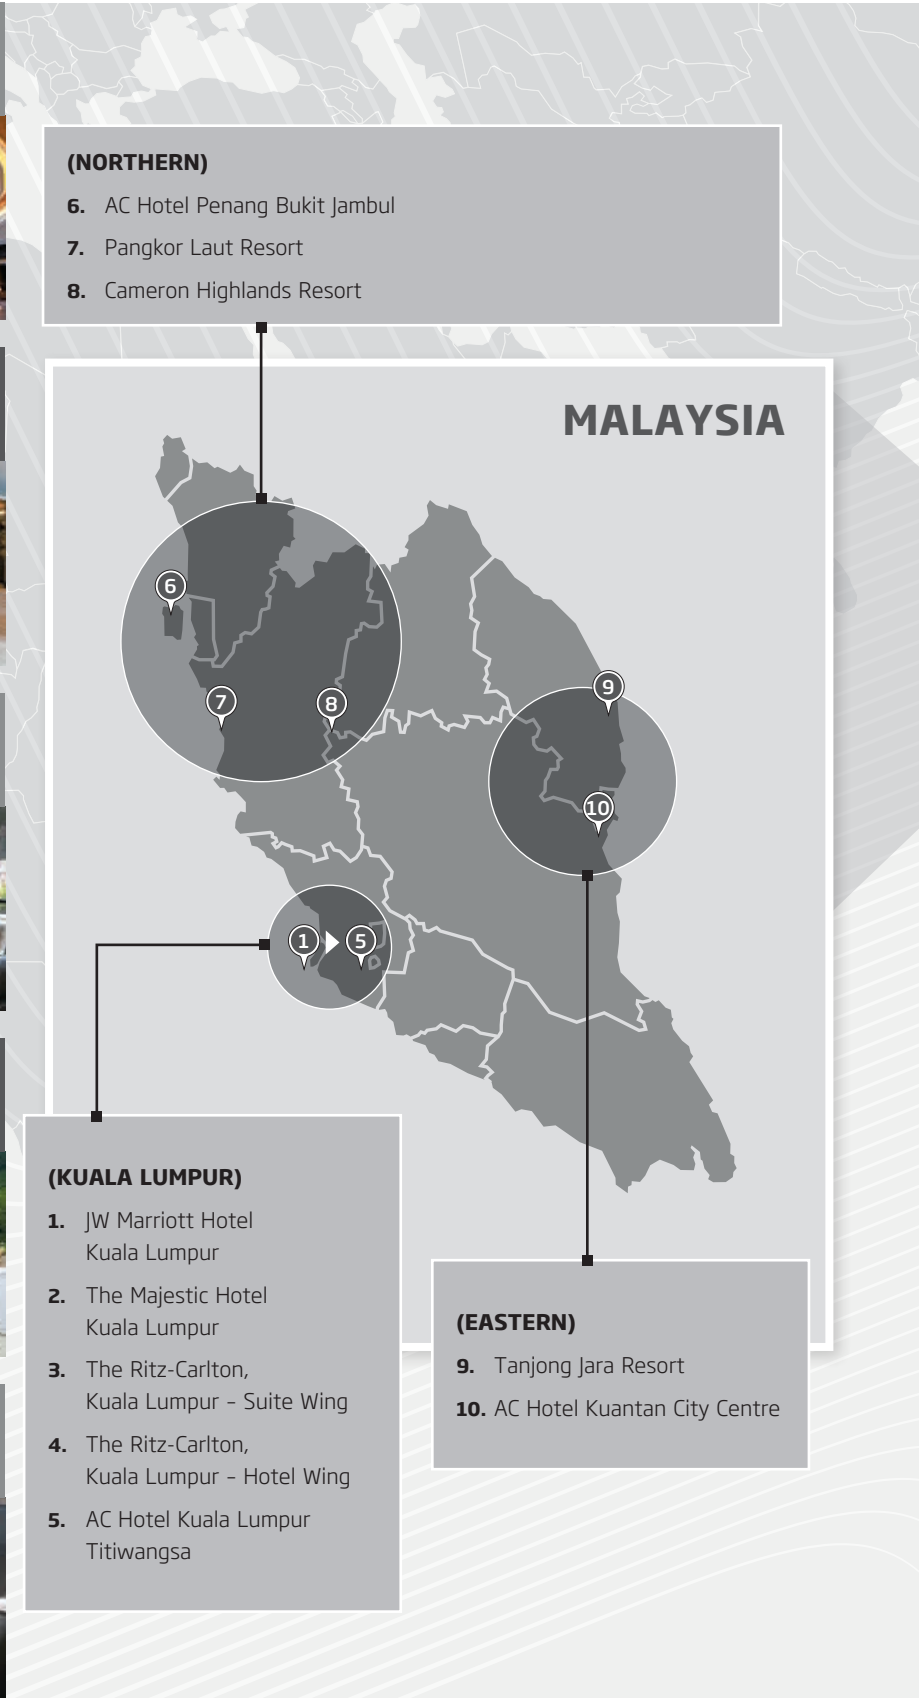 (NORTHERN)
6. AC Hotel Penang Bukit Jambul
7. Pangkor Laut Resort
8. Cameron Highlands Resort
MALAYSIA
6
7
8
9
10
1
5
(KUALA LUMPUR)
1. JW Marriott Hotel
Kuala Lumpur
2. The Majestic Hotel
Kuala Lumpur
3. The Ritz-Carlton,
Kuala Lumpur – Suite Wing
4. The Ritz-Carlton,
Kuala Lumpur – Hotel Wing
5. AC Hotel Kuala Lumpur
Titiwangsa
(EASTERN)
9. Tanjong Jara Resort
10. AC Hotel Kuantan City Centre